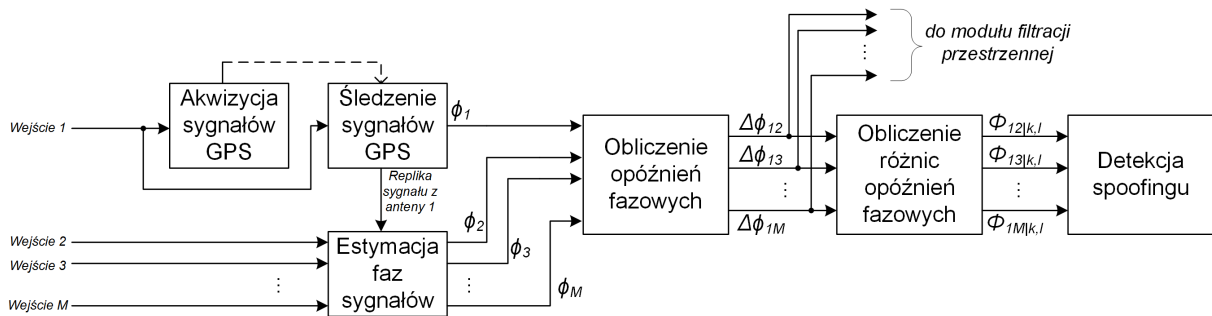 do modułu filtracji
przestrzennej
⋮
Wejście 1
Akwizycja
sygnałów
GPS
Śledzenie
sygnałów
GPS
ϕ1
Replika
sygnału z
anteny 1
Wejście 2
Wejście 3
⋮
Wejście M
Estymacja
faz
sygnałów
ϕ2
ϕ3
⋮
ϕM
Obliczenie
opóźnień
fazowych
Δϕ12
Δϕ13
⋮
Δϕ1M
Obliczenie
różnic
opóźnień
fazowych
Φ12|k,l
Φ13|k,l
⋮
Φ1M|k,l
Detekcja
spoofingu